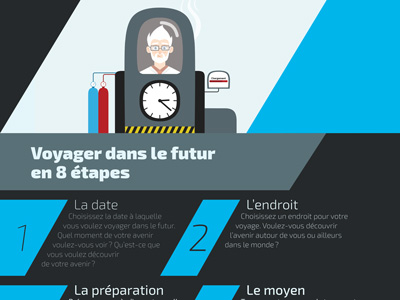 Chargement
Voyager dans le futur
en 8 étapes
1
La date
Choisissez la date à laquelle
vous voulez voyager dans le futur.
Quel moment de votre avenir
voulez-vous voir ? Qu'est-ce que
vous voulez découvrir
de votre avenir ?
2
L'endroit
Choisissez un endroit pour votre
voyage. Voulez-vous découvrir
l'avenir autour de vous ou ailleurs
dans le monde ?
La préparation
Le moyen